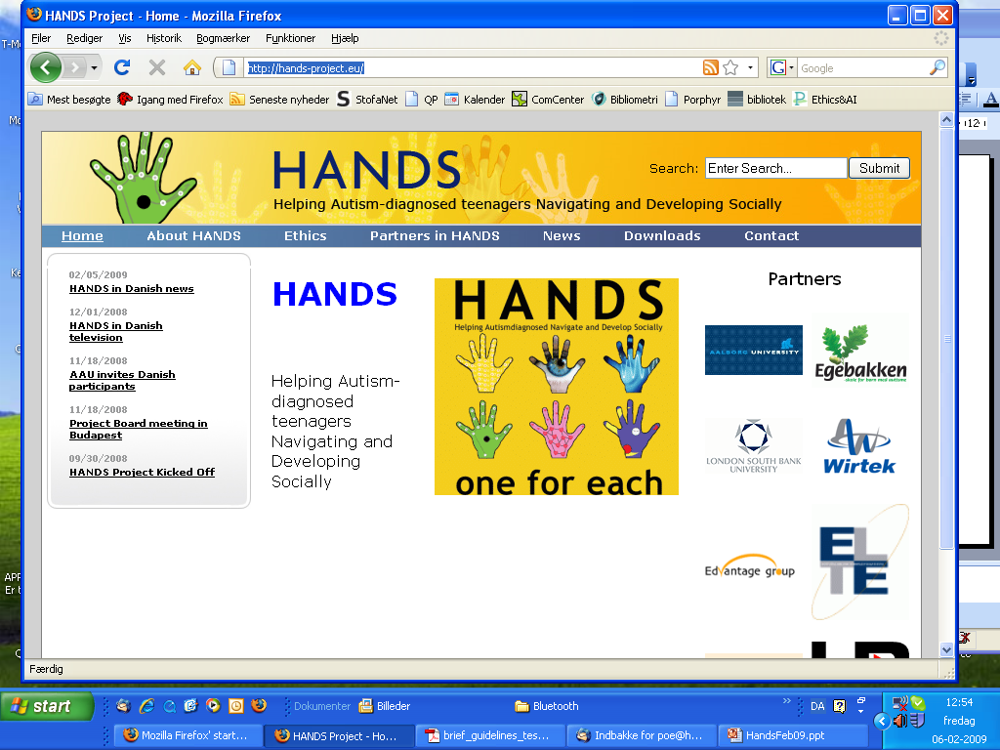 HANDS Project - Home - Mozilla Firefox
Filer Rediger Vis Historik Bogmærker Funktioner Hjælp
http://hands-project.eu/
G Google
Mest besøgte Igang med Firefox Seneste nyheder StofaNet QP Kalender ComCenter Bibliometri Porphyr bibliotek Ethics&AI
HANDS
Helping Autism-diagnosed teenagers Navigating and Developing Socially
Search: Enter Search... Submit
Home About HANDS Ethics Partners in HANDS News Downloads Contact
02/05/2009
HANDS in Danish news
12/01/2008
HANDS in Danish
television
11/18/2008
AAU invites Danish
participants
11/18/2008
Project Board meeting in
Budapest
09/30/2008
HANDS Project Kicked Off
HANDS
Helping Autism-
diagnosed
teenagers
Navigating and
Developing
Socially
HANDS
Helping Autismdiagnosed Navigate and Develop Socially
one for each
Partners
AALBORG UNIVERSITY
Egebakken
skole for børn med autisme
LONDON SOUTH BANK
UNIVERSITY
Wirtek
Edvantage group
ELTE
Færdig
start
Dokumenter Billeder Bluetooth
DA
12:54
fredag
06-02-2009
Mozilla Firefox' start...
HANDS Project - Ho...
brief_guidelines_tes...
Indbakke for poe@h...
HandsFeb09.ppt